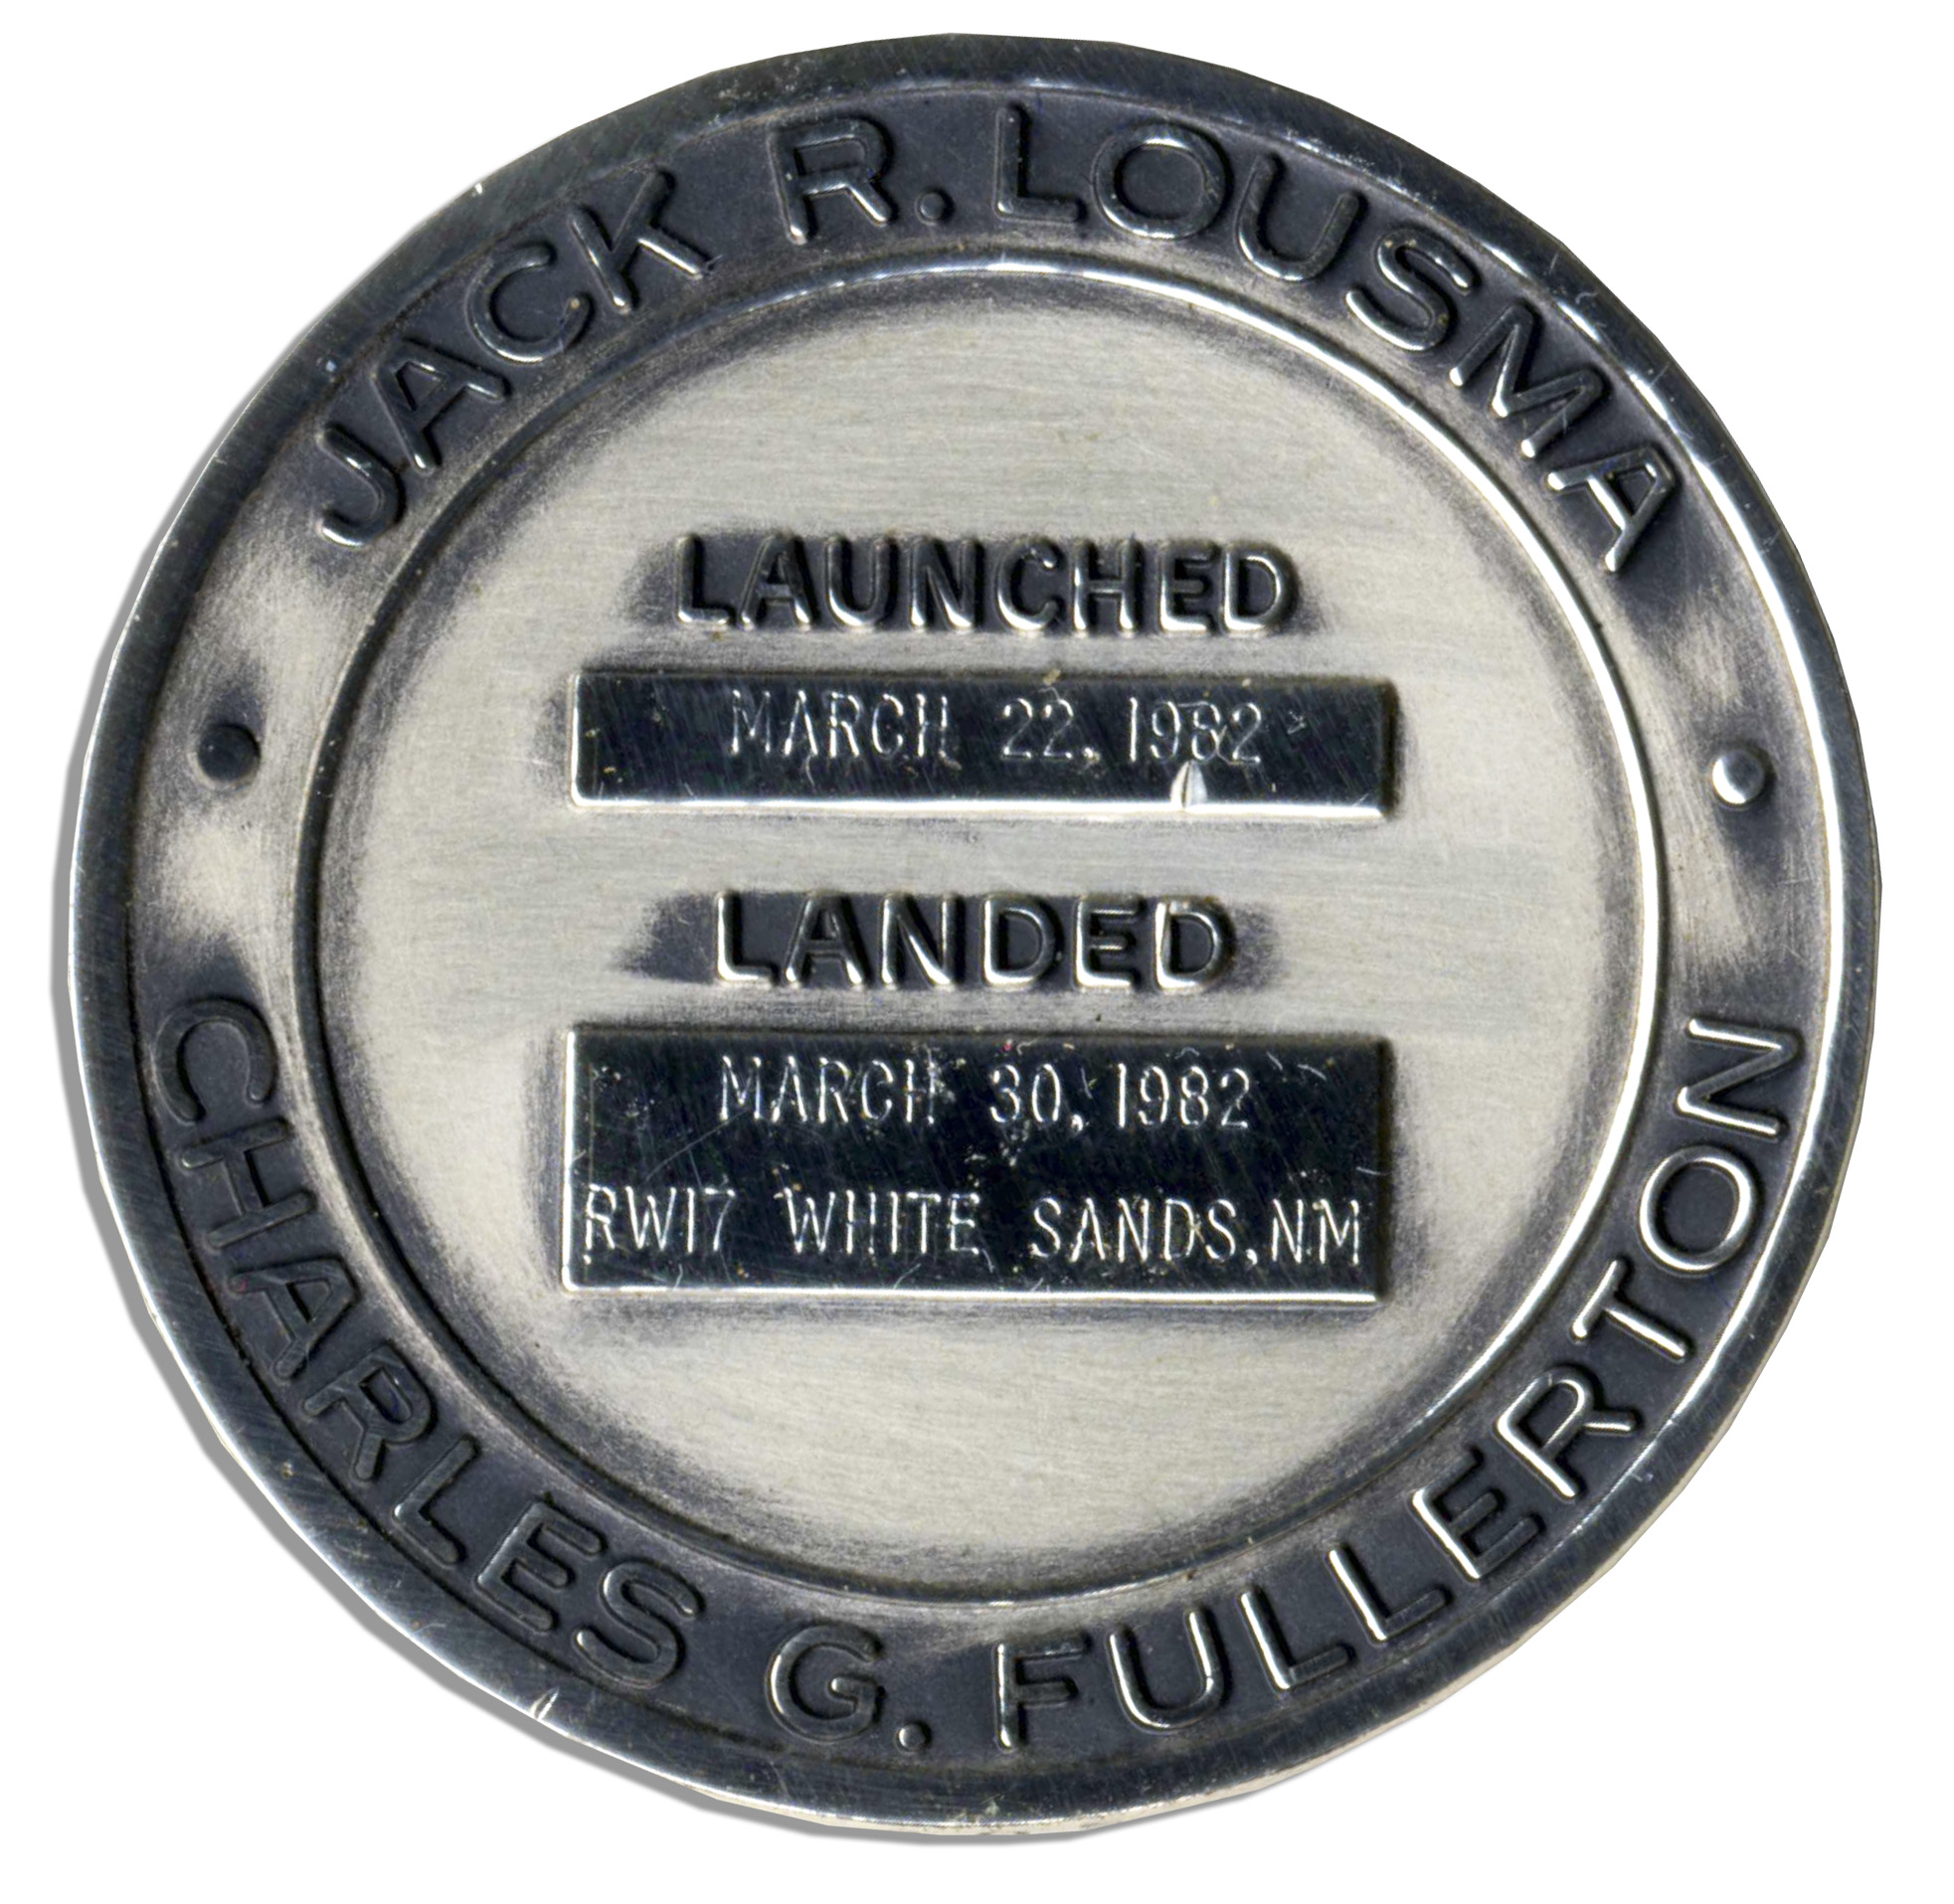 JACK R. LOUSMA
LAUNCHED
MARCH 22, 1982
LANDED
MARCH 30, 1982
RW17 WHITE SANDS, NM
CHARLES G. FULLERTON